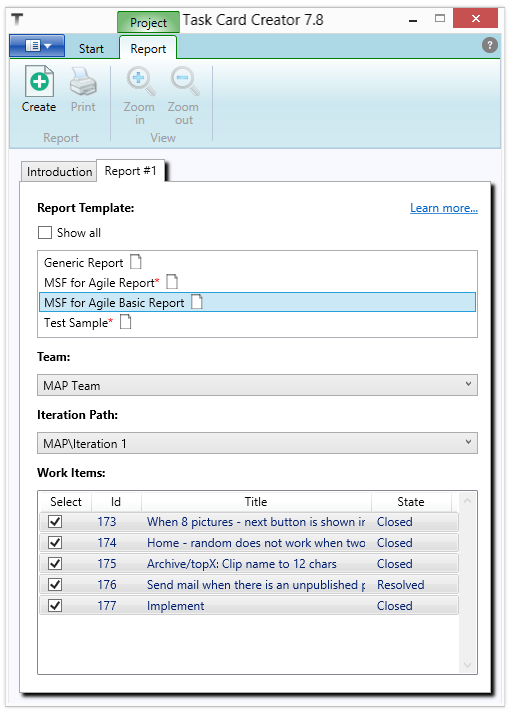 Project
Task Card Creator 7.8
Start
Report
?
Create
Print
Zoom in
Zoom out
Report
View
Introduction
Report #1
Report Template:
Learn more...
Show all
Generic Report
MSF for Agile Report*
MSF for Agile Basic Report
Test Sample*
Team:
MAP Team
Iteration Path:
MAP\Iteration 1
Work Items:
Select Id Title State
173 When 8 pictures - next button is shown ir Closed
174 Home - random does not work when two Closed
175 Archive/topX: Clip name to 12 chars Closed
176 Send mail when there is an unpublished p Resolved
177 Implement Closed